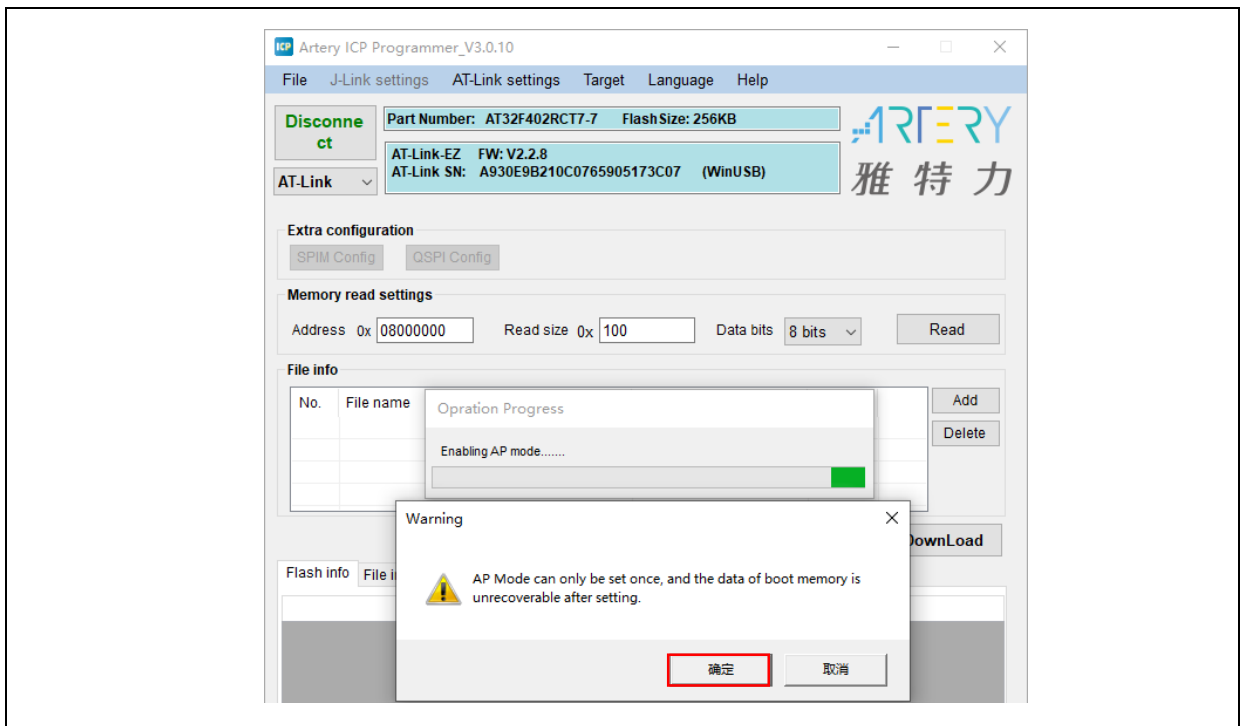 ICP Artery ICP Programmer_V3.0.10
File J-Link settings AT-Link settings Target Language Help
Disconne
ct
Part Number: AT32F402RCT7-7 FlashSize: 256KB
AT-Link-EZ FW: V2.2.8
AT-Link SN: A930E9B210C0765905173C07 (WinUSB)
AT-Link
ARTERY
雅特力
Extra configuration
SPIM Config QSPI Config
Memory read settings
Address 0x 08000000 Read size 0x 100 Data bits 8 bits Read
File info
No. File name
Add
Delete
Opration Progress
Enabling AP mode.......
Warning
AP Mode can only be set once, and the data of boot memory is
unrecoverable after setting.
确定 取消
DownLoad
Flash info File i